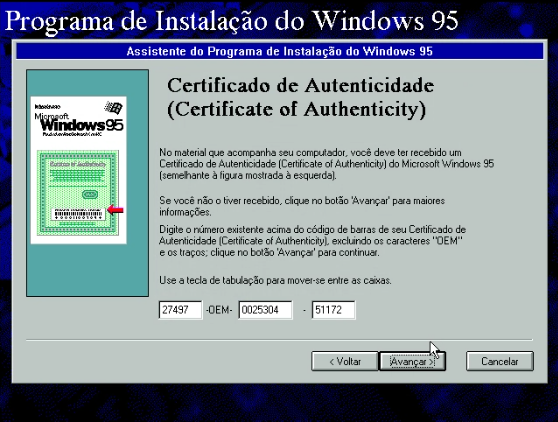 Programa de Instalação do Windows 95
Assistente do Programa de Instalação do Windows 95
Certificado de Autenticidade
(Certificate of Authenticity)
Microsoft
Windows95
No material que acompanha seu computador, você deve ter recebido um
Certificado de Autenticidade (Certificate of Authenticity) do Microsoft Windows 95
(semelhante à figura mostrada à esquerda).
Se você não o tiver recebido, clique no botão 'Avançar' para maiores
informações.
Digite o número existente acima do código de barras de seu Certificado de
Autenticidade (Certificate of Authenticity), excluindo os caracteres "OEM"
e os traços; clique no botão 'Avançar' para continuar.
Use a tecla de tabulação para mover-se entre as caixas.
27497 -OEM- 0025304 - 51172
< Voltar Avançar > Cancelar